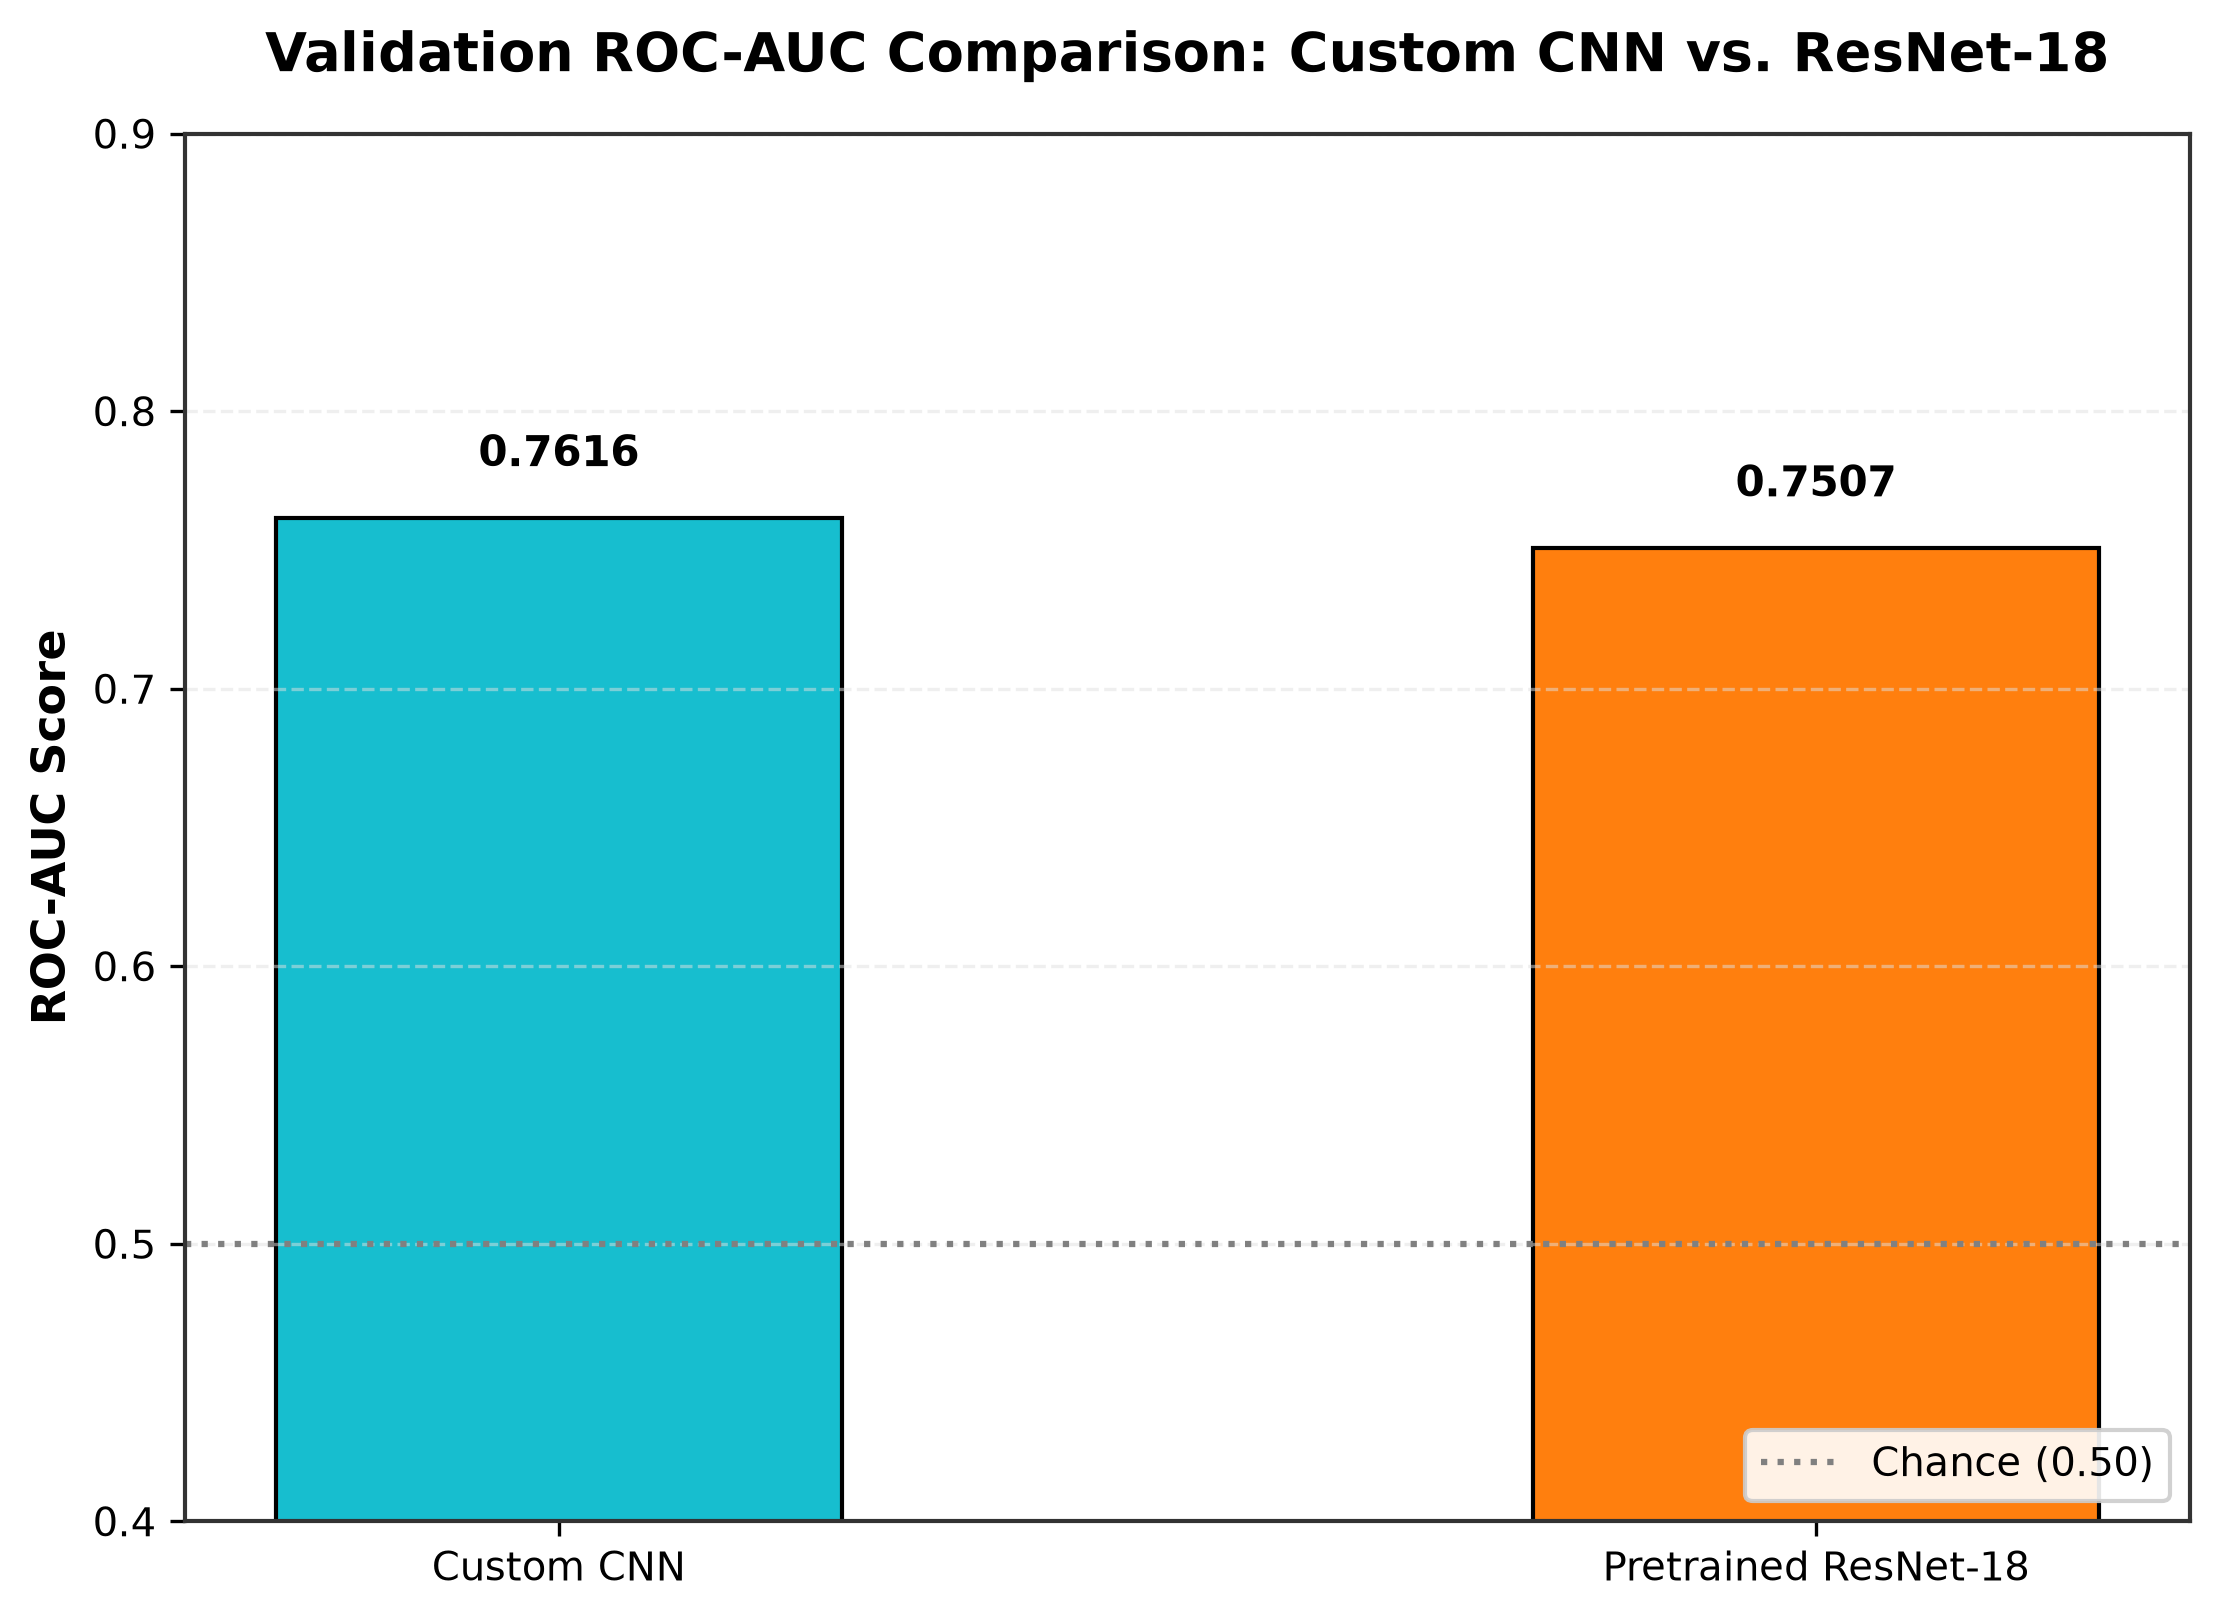 Validation ROC-AUC Comparison: Custom CNN vs. ResNet-18
ROC-AUC Score
0.9
0.8
0.7
0.6
0.5
0.4
0.7616
0.7507
Chance (0.50)
Custom CNN
Pretrained ResNet-18